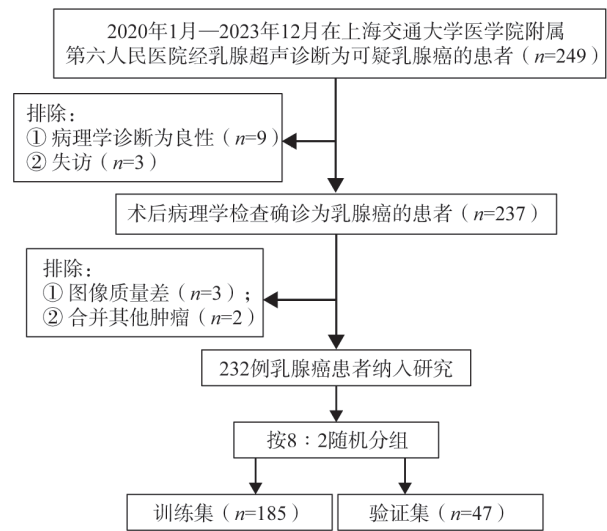 2020年1月—2023年12月在上海交通大学医学院附属
第六人民医院经乳腺超声诊断为可疑乳腺癌的患者（n=249）
排除：
① 病理学诊断为良性（n=9）
② 失访（n=3）
术后病理学检查确诊为乳腺癌的患者（n=237）
排除：
① 图像质量差（n=3）；
② 合并其他肿瘤（n=2）
232例乳腺癌患者纳入研究
按8∶2随机分组
训练集（n=185）
验证集（n=47）